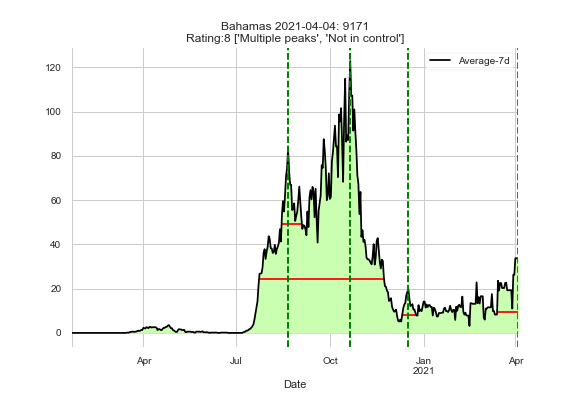 Bahamas 2021-04-04: 9171
Rating:8 ['Multiple peaks', 'Not in control']
Average-7d
120
100
80
60
40
20
0
Apr
Jul
Oct
Jan
2021
Apr
Date